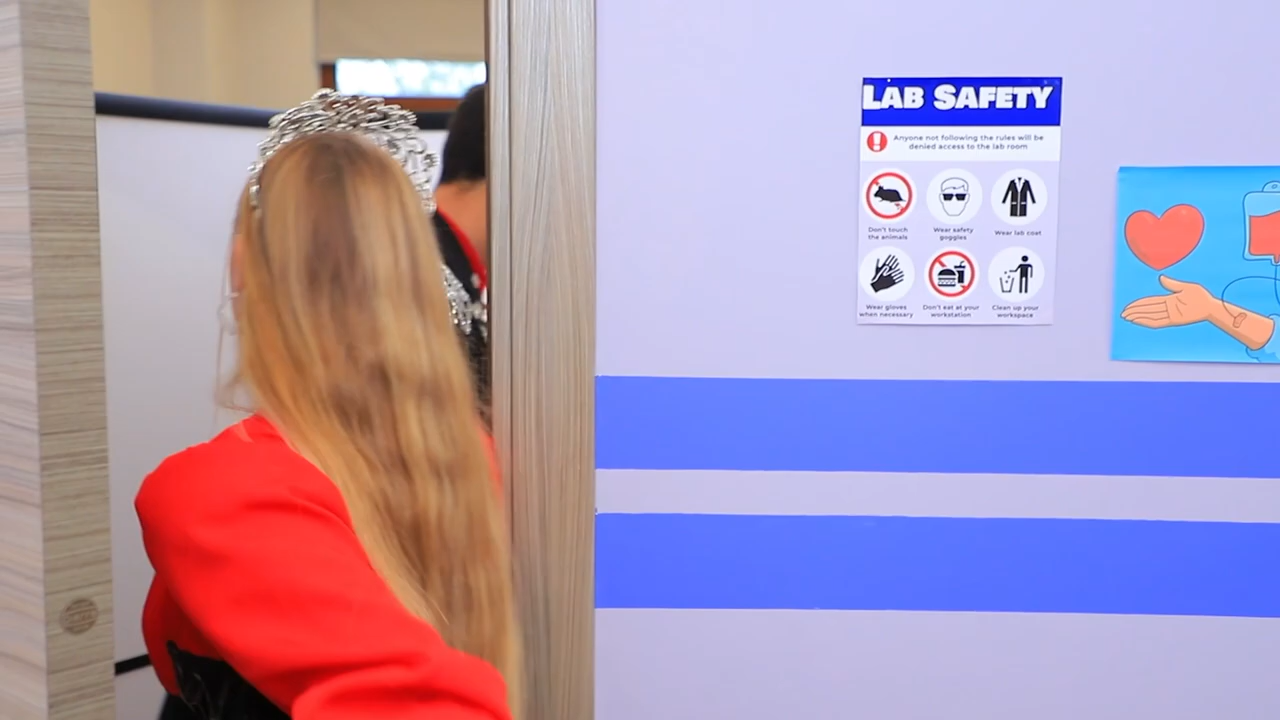 LAB SAFETY
Anyone not following the rules will be
denied access to the lab room
Don't touch
the animals
Wear safety
goggles
Wear lab coat
Wear gloves
when necessary
Don't eat at your
workstation
Clean up your
workspace